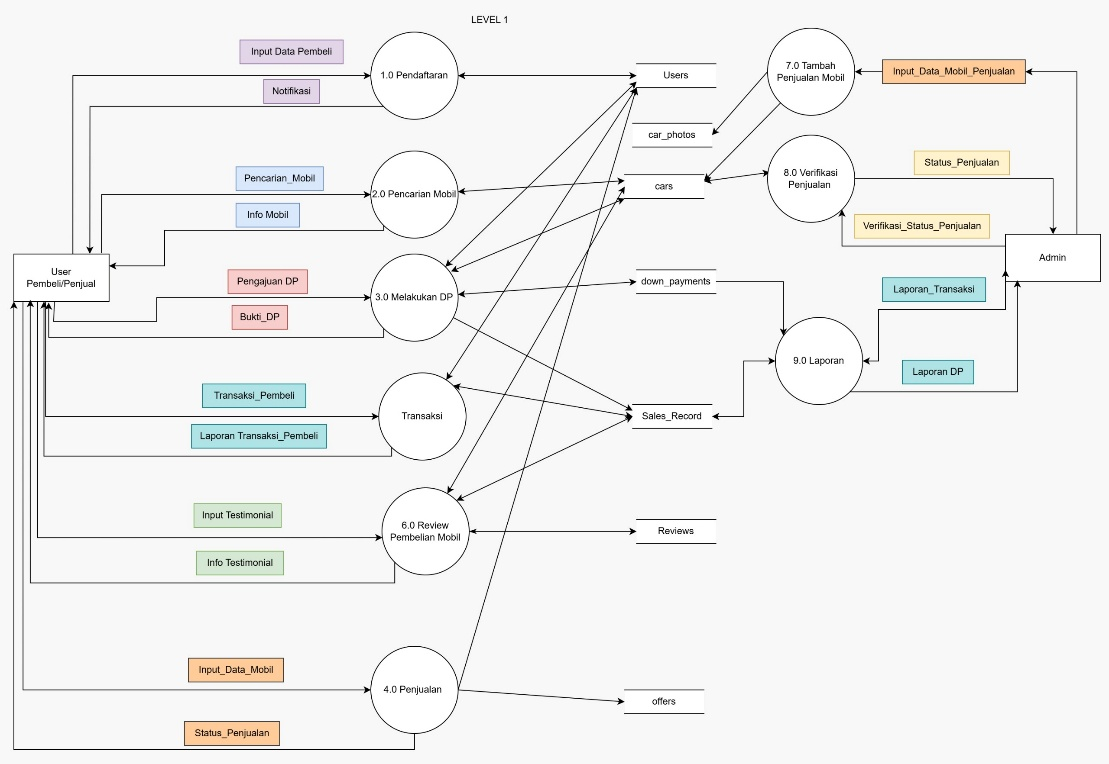 LEVEL 1
Input Data Pembeli
Notifikasi
1.0 Pendaftaran
Users
7.0 Tambah
Penjualan Mobil
Input_Data_Mobil_Penjualan
car_photos
Pencarian_Mobil
Info Mobil
2.0 Pencarian Mobil
cars
8.0 Verifikasi
Penjualan
Status_Penjualan
Verifikasi_Status_Penjualan
User
Pembeli/Penjual
Admin
Pengajuan DP
Bukti_DP
3.0 Melakukan DP
down_payments
Laporan_Transaksi
9.0 Laporan
Laporan DP
Transaksi_Pembeli
Laporan Transaksi_Pembeli
Transaksi
Sales_Record
Input Testimonial
Info Testimonial
6.0 Review
Pembelian Mobil
Reviews
Input_Data_Mobil
Status_Penjualan
4.0 Penjualan
offers